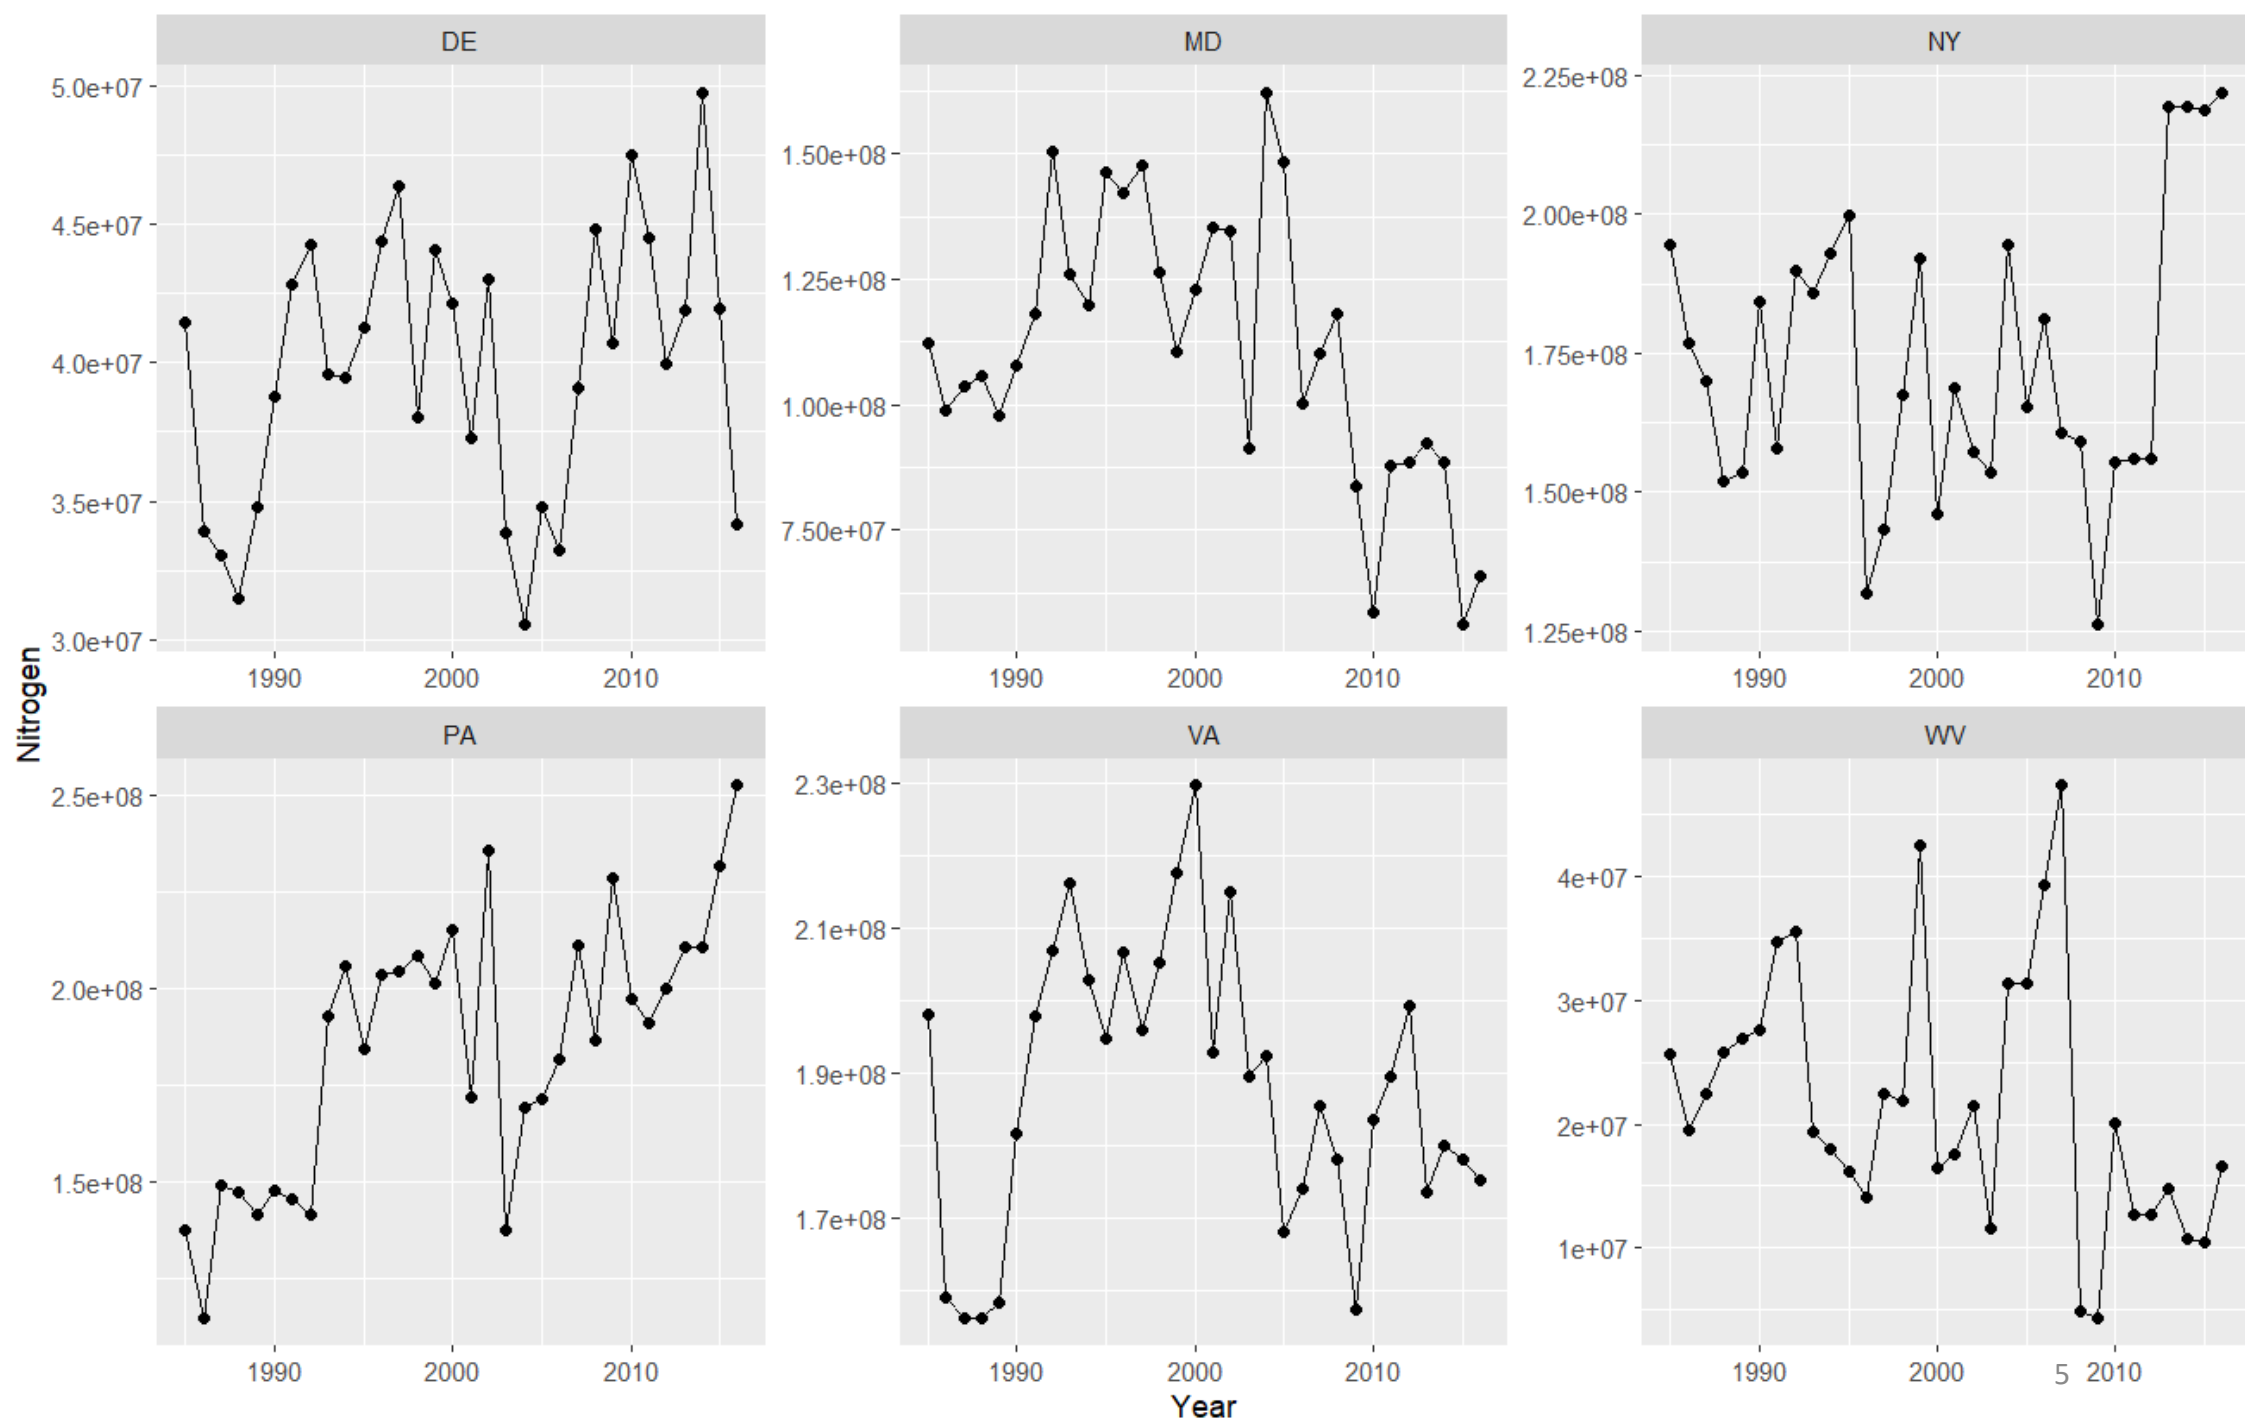 DE
MD
NY
5.0e+07
4.5e+07
4.0e+07
3.5e+07
3.0e+07
1.50e+08
1.25e+08
1.00e+08
7.50e+07
2.25e+08
2.00e+08
1.75e+08
1.50e+08
1.25e+08
1990 2000 2010
1990 2000 2010
1990 2000 2010
Nitrogen
PA
VA
WV
2.5e+08
2.0e+08
1.5e+08
2.3e+08
2.1e+08
1.9e+08
1.7e+08
4e+07
3e+07
2e+07
1e+07
1990 2000 2010
1990 2000 2010
1990 2000 5 2010
Year